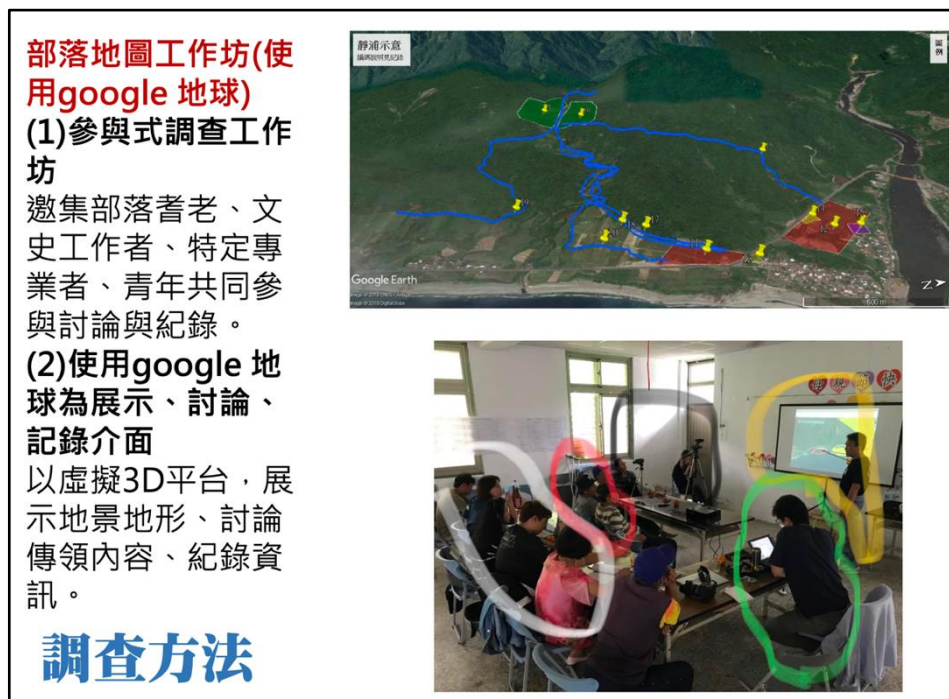 部落地圖工作坊(使
用google 地球)
(1)參與式調查工作
坊
邀集部落耆老、文
史工作者、特定專
業者、青年共同參
與討論與紀錄。
(2)使用google 地
球為展示、討論、
記錄介面
以虛擬3D平台，展
示地景地形、討論
傳領內容、紀錄資
訊。
調查方法
靜浦示意
圖例
Google Earth
600 m
N
快